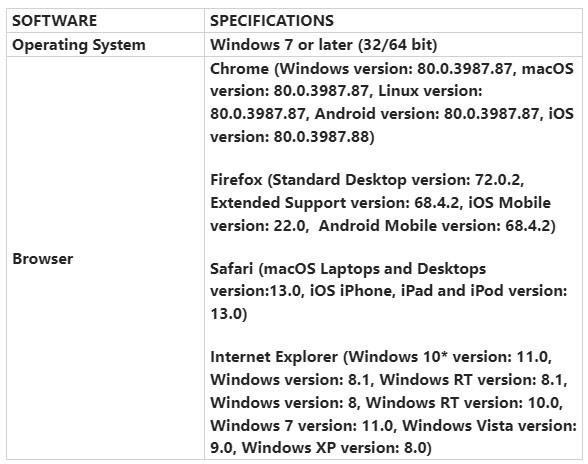 SOFTWARE SPECIFICATIONS
Operating System Windows 7 or later (32/64 bit)
Browser
Chrome (Windows version: 80.0.3987.87, macOS
version: 80.0.3987.87, Linux version:
80.0.3987.87, Android version: 80.0.3987.87, iOS
version: 80.0.3987.88)
Firefox (Standard Desktop version: 72.0.2,
Extended Support version: 68.4.2, iOS Mobile
version: 22.0,  Android Mobile version: 68.4.2)
Safari (macOS Laptops and Desktops
version:13.0, iOS iPhone, iPad and iPod version:
13.0)
Internet Explorer (Windows 10* version: 11.0,
Windows version: 8.1, Windows RT version: 8.1,
Windows version: 8, Windows RT version: 10.0,
Windows 7 version: 11.0, Windows Vista version:
9.0, Windows XP version: 8.0)